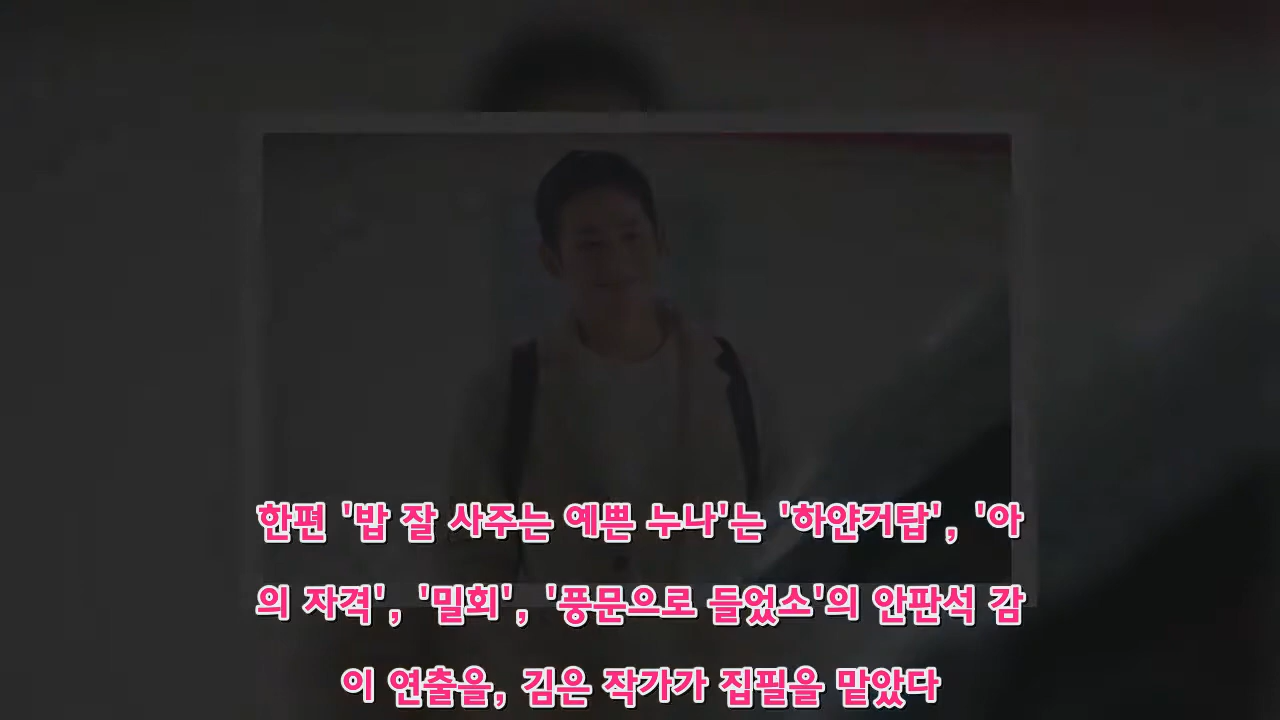 한편 '밥 잘 사주는 예쁜 누나'는 '하얀거탑', '아
의 자격', '밀회', '풍문으로 들었소'의 안판석 감
이 연출을, 김은 작가가 집필을 맡았다